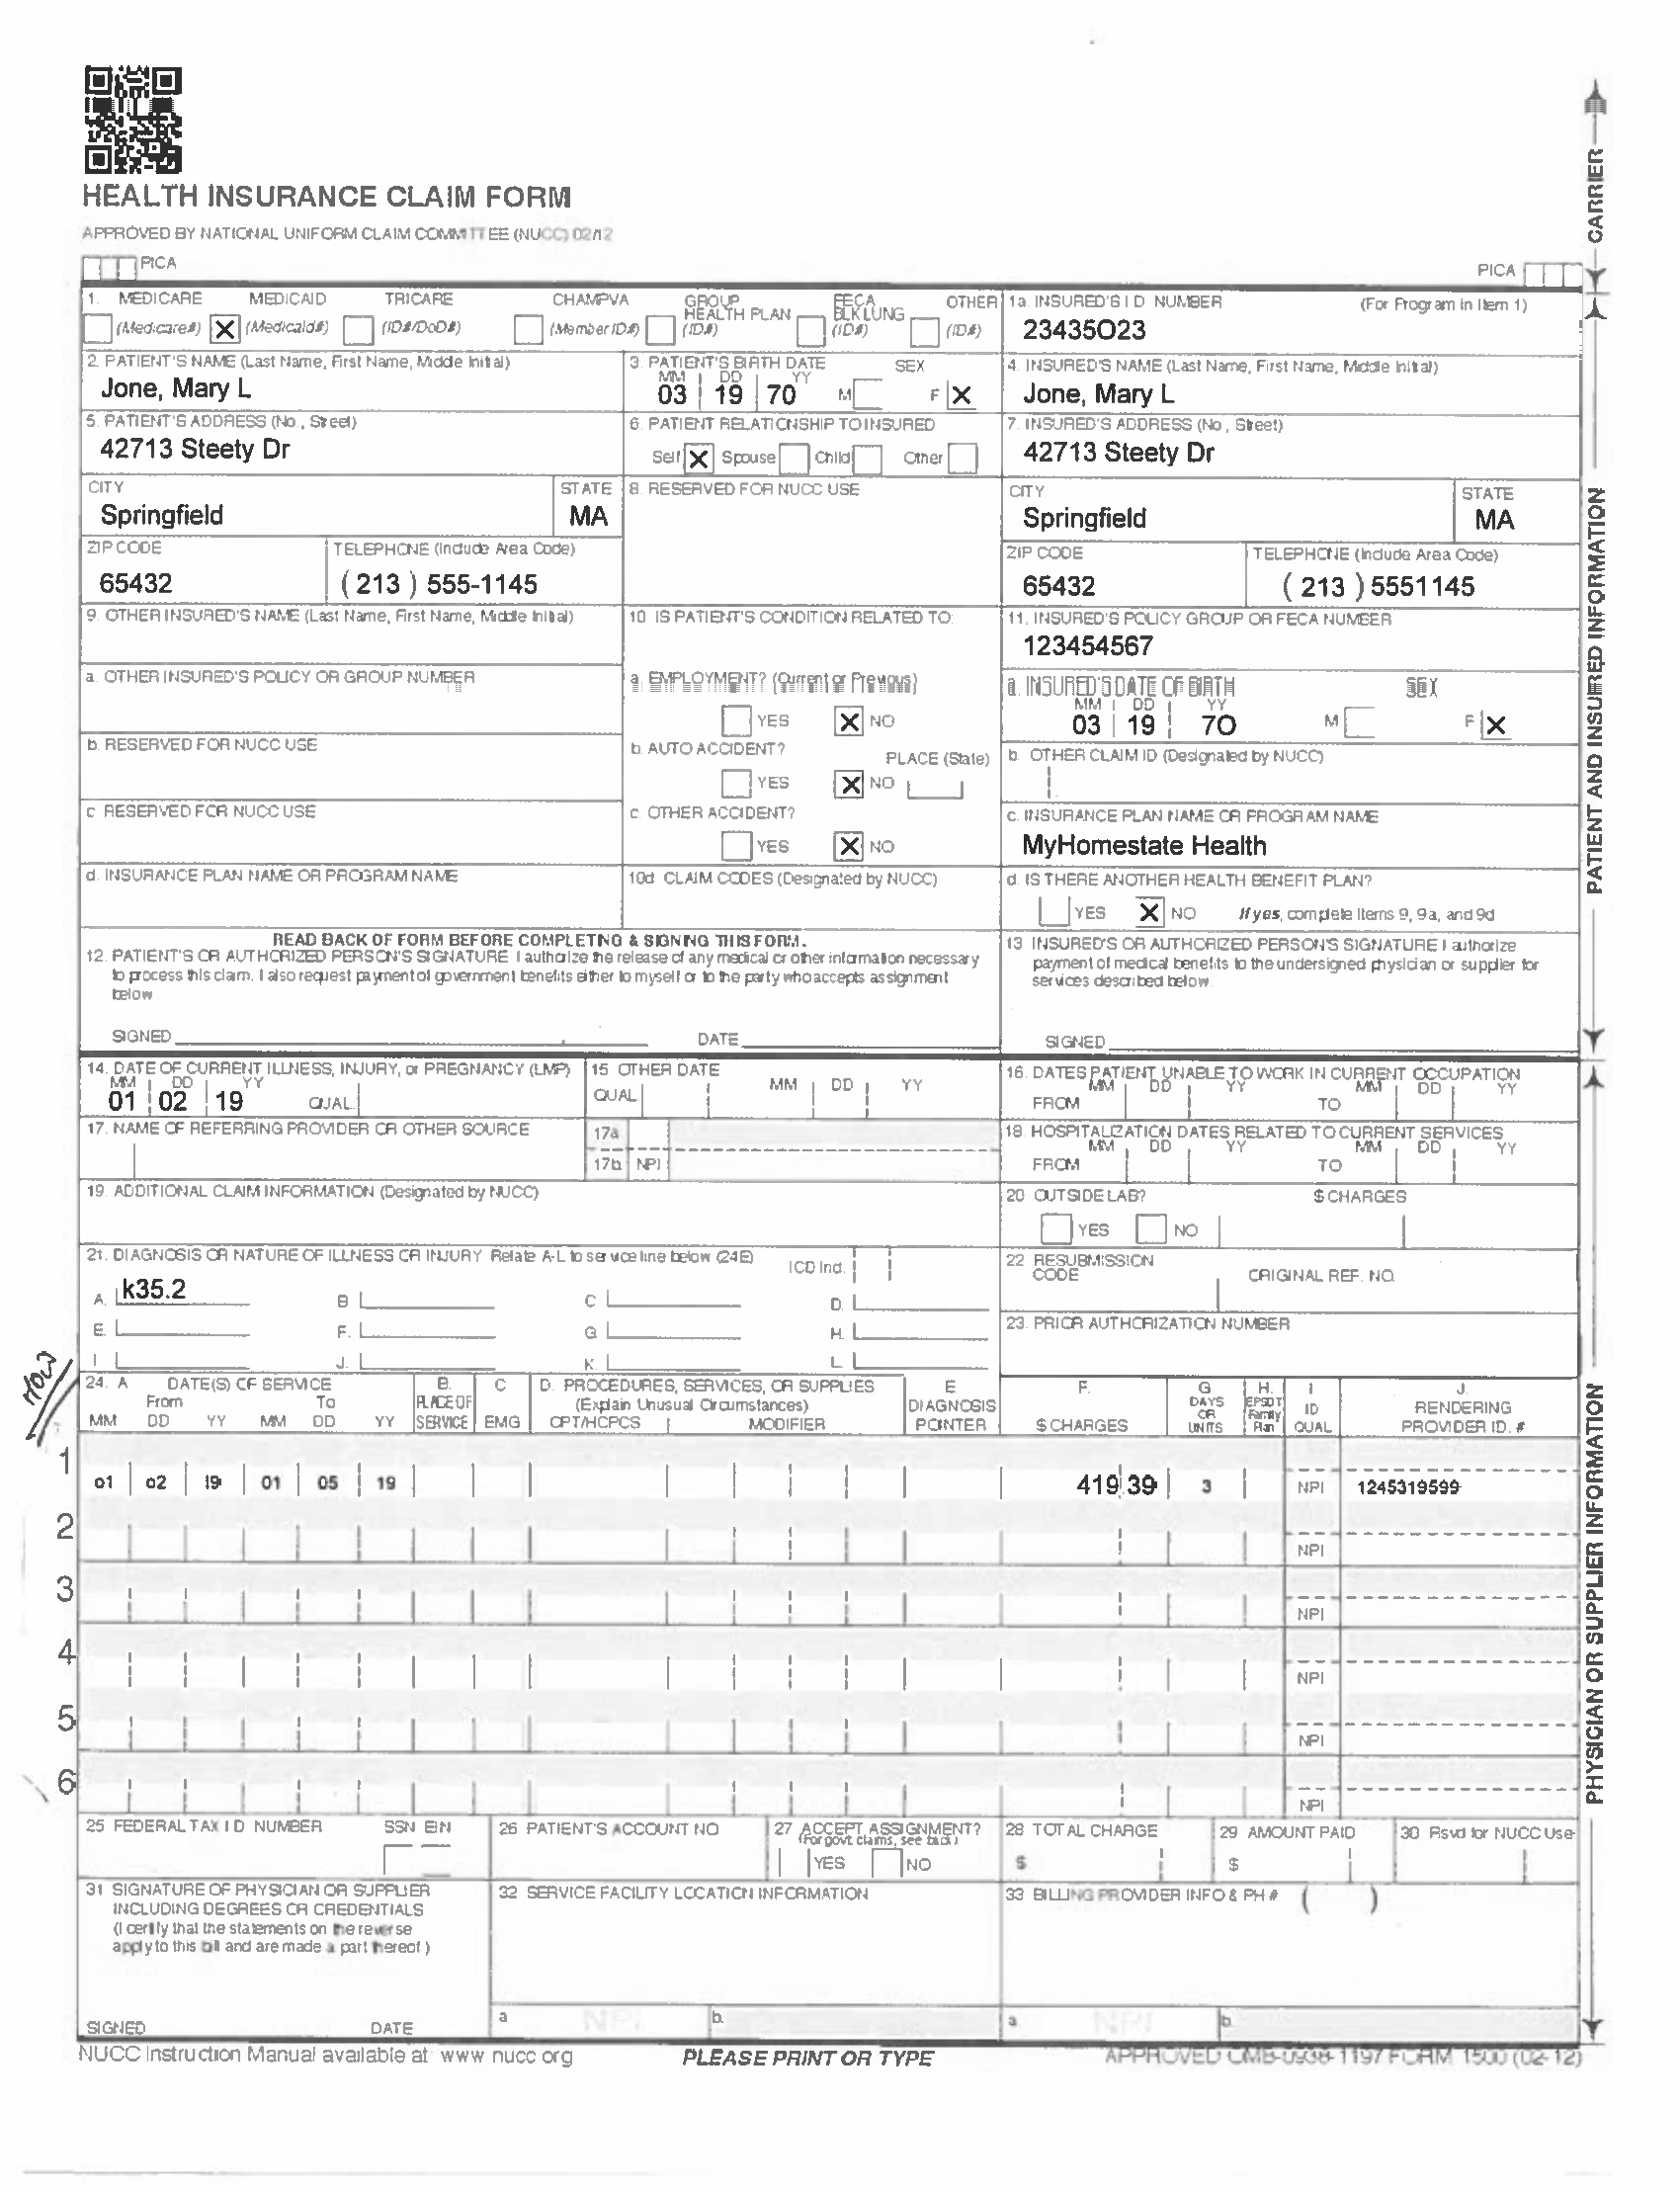 HEALTH INSURANCE CLAIM FORM
APPROVED BY NATIONAL UNIFORM CLAIM COMMITTEE (NUCC) 02/12
PICA
PICA
CARRIER
1. MEDICARE MEDICAID TRICARE CHAMPVA GROUP HEALTH PLAN FECA BLK LUNG OTHER
(Medicare#) X (Medicaid#) (ID#/DoD#) (Member ID#) (ID#) (ID#) (ID#)
1a. INSURED'S I D NUMBER (For Program in Item 1)
23435O23
2. PATIENT'S NAME (Last Name, First Name, Middle Initial)
Jone, Mary L
3. PATIENT'S BIRTH DATE SEX
MM DD YY
03 19 70 M F X
4. INSURED'S NAME (Last Name, First Name, Middle Initial)
Jone, Mary L
5. PATIENT'S ADDRESS (No., Street)
42713 Steety Dr
6. PATIENT RELATIONSHIP TO INSURED
Self X Spouse Child Other
7. INSURED'S ADDRESS (No., Street)
42713 Steety Dr
CITY STATE
Springfield MA
8. RESERVED FOR NUCC USE
CITY STATE
Springfield MA
ZIP CODE TELEPHONE (Include Area Code)
65432 ( 213 ) 555-1145
ZIP CODE TELEPHONE (Include Area Code)
65432 ( 213 ) 5551145
9. OTHER INSURED'S NAME (Last Name, First Name, Middle Initial)
10 IS PATIENT'S CONDITION RELATED TO:
11. INSURED'S POLICY GROUP OR FECA NUMBER
123454567
a. OTHER INSURED'S POLICY OR GROUP NUMBER
a. EMPLOYMENT? (Current or Previous)
YES X NO
a. INSURED'S DATE OF BIRTH SEX
MM DD YY
03 19 70 M F X
b. RESERVED FOR NUCC USE
b. AUTO ACCIDENT? PLACE (State)
YES X NO
b. OTHER CLAIM ID (Designated by NUCC)
c RESERVED FOR NUCC USE
c. OTHER ACCIDENT?
YES X NO
c. INSURANCE PLAN NAME OR PROGRAM NAME
MyHomestate Health
d. INSURANCE PLAN NAME OR PROGRAM NAME
10d CLAIM CODES (Designated by NUCC)
d. IS THERE ANOTHER HEALTH BENEFIT PLAN?
YES X NO If yes, complete items 9, 9a, and 9d
PATIENT AND INSURED INFORMATION
READ BACK OF FORM BEFORE COMPLETING & SIGNING THIS FORM.
12. PATIENT'S OR AUTHORIZED PERSON'S SIGNATURE I authorize the release of any medical or other information necessary
to process this claim. I also request payment of government benefits either to myself or to the party who accepts assignment
below
SIGNED DATE
13 INSURED'S OR AUTHORIZED PERSON'S SIGNATURE I authorize
payment of medical benefits to the undersigned physician or supplier for
services described below.
SIGNED
14. DATE OF CURRENT ILLNESS, INJURY, or PREGNANCY (LMP)
MM DD YY
01 02 19 QUAL.
15 OTHER DATE
QUAL MM DD YY
16. DATES PATIENT UNABLE TO WORK IN CURRENT OCCUPATION
MM DD YY MM DD YY
FROM TO
17. NAME OF REFERRING PROVIDER OR OTHER SOURCE
17a
17b NPI
18 HOSPITALIZATION DATES RELATED TO CURRENT SERVICES
MM DD YY MM DD YY
FROM TO
19. ADDITIONAL CLAIM INFORMATION (Designated by NUCC)
20 OUTSIDE LAB? $ CHARGES
YES NO
21. DIAGNOSIS OR NATURE OF ILLNESS OR INJURY Relate A-L to service line below (24E) ICD Ind.
A. k35.2 B C D.
E. F. G H.
I J. K. L.
22 RESUBMISSION CODE ORIGINAL REF. NO.
23. PRIOR AUTHORIZATION NUMBER
24. A DATE(S) OF SERVICE B. C D. PROCEDURES, SERVICES, OR SUPPLIES E F. G H. I J.
From To PLACE OF (Explain Unusual Circumstances) DIAGNOSIS DAYS OR EPSDT Family ID RENDERING
MM DD YY MM DD YY SERVICE EMG CPT/HCPCS MODIFIER POINTER $ CHARGES UNITS Plan QUAL PROVIDER ID. #
1
01 02 19 01 05 19 419 39 3 NPI 1245319599
2
NPI
3
NPI
4
NPI
5
NPI
6
NPI
PHYSICIAN OR SUPPLIER INFORMATION
25 FEDERAL TAX I D NUMBER SSN EIN
26 PATIENT'S ACCOUNT NO
27 ACCEPT ASSIGNMENT?
(For govt. claims, see back)
YES NO
28 TOTAL CHARGE
$
29 AMOUNT PAID
$
30 Rsvd for NUCC Use
31 SIGNATURE OF PHYSICIAN OR SUPPLIER
INCLUDING DEGREES OR CREDENTIALS
(I certify that the statements on the reverse
apply to this bill and are made a part thereof.)
SIGNED DATE
32 SERVICE FACILITY LOCATION INFORMATION
a NPI b.
33 BILLING PROVIDER INFO & PH # ( )
a NPI b.
NUCC Instruction Manual available at: www nucc org
PLEASE PRINT OR TYPE
APPROVED OMB-0938-1197 FORM 1500 (02-12)